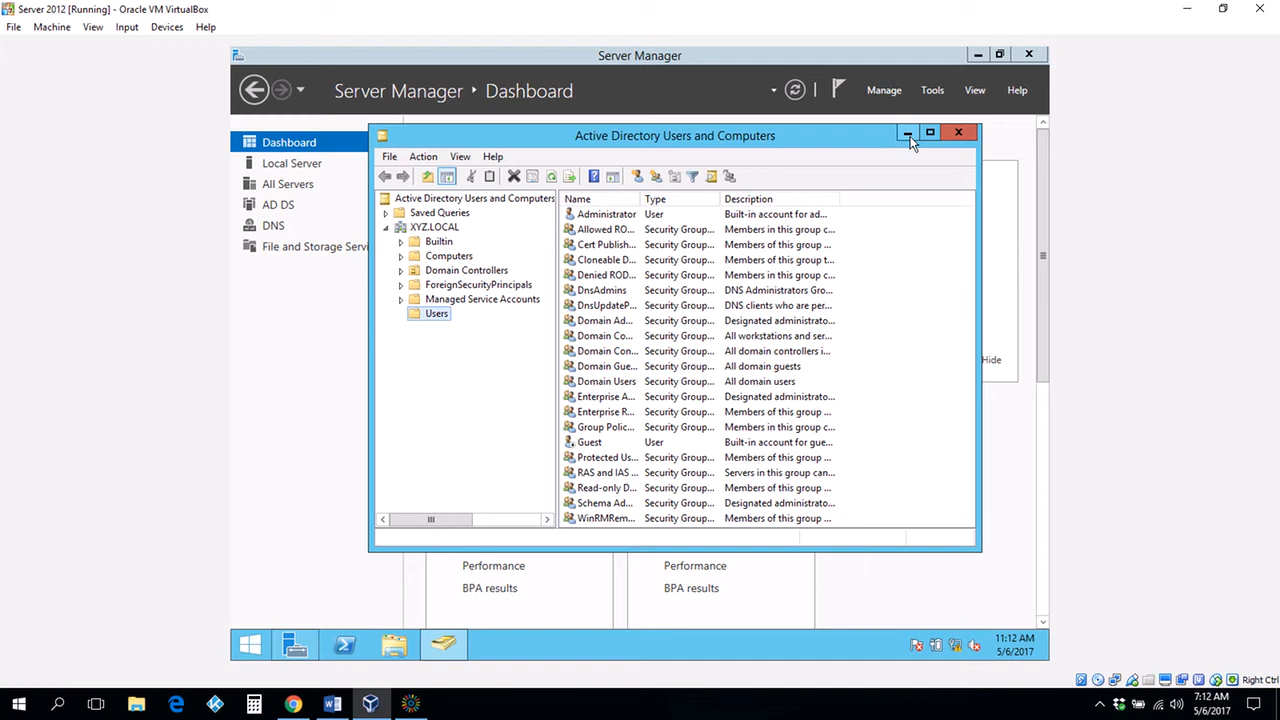 Server 2012 [Running] - Oracle VM VirtualBox
File Machine View Input Devices Help
Server Manager
Server Manager Dashboard
Manage Tools View Help
Dashboard
Local Server
All Servers
AD DS
DNS
File and Storage Servi
Active Directory Users and Computers
File Action View Help
Active Directory Users and Computers
Saved Queries
XYZ.LOCAL
Builtin
Computers
Domain Controllers
ForeignSecurityPrincipals
Managed Service Accounts
Users
Name Type Description
Administrator User Built-in account for ad...
Allowed RO... Security Group... Members in this group c...
Cert Publish... Security Group... Members of this group ...
Cloneable D... Security Group... Members of this group t...
Denied ROD... Security Group... Members in this group c...
DnsAdmins Security Group... DNS Administrators Gro...
DnsUpdateP... Security Group... DNS clients who are per...
Domain Ad... Security Group... Designated administrato...
Domain Co... Security Group... All workstations and ser...
Domain Con... Security Group... All domain controllers i...
Domain Gue... Security Group... All domain guests
Domain Users Security Group... All domain users
Enterprise A... Security Group... Designated administrato...
Enterprise R... Security Group... Members of this group ...
Group Polic... Security Group... Members in this group c...
Guest User Built-in account for gue...
Protected Us... Security Group... Members of this group ...
RAS and IAS ... Security Group... Servers in this group can...
Read-only D... Security Group... Members of this group ...
Schema Ad... Security Group... Designated administrato...
WinRMRem... Security Group... Members of this group ...
Hide
Performance Performance
BPA results BPA results
11:12 AM
5/6/2017
Right Ctrl
7:12 AM
5/6/2017